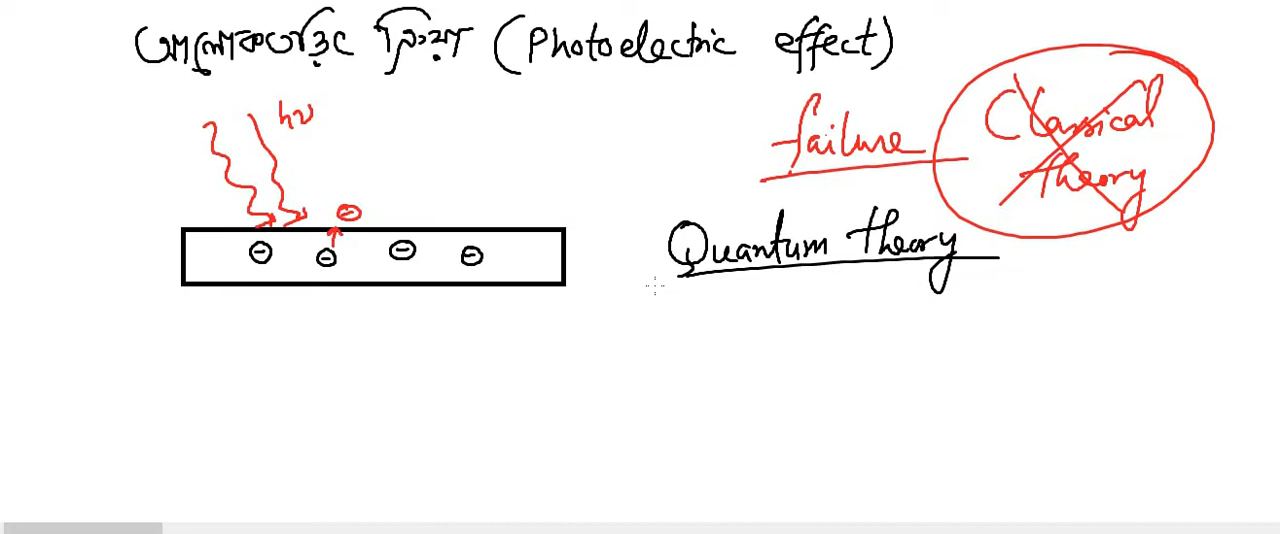 আলোকতড়িৎ ক্রিয়া (Photoelectric effect)
hν
failure
Classical
theory
Quantum theory